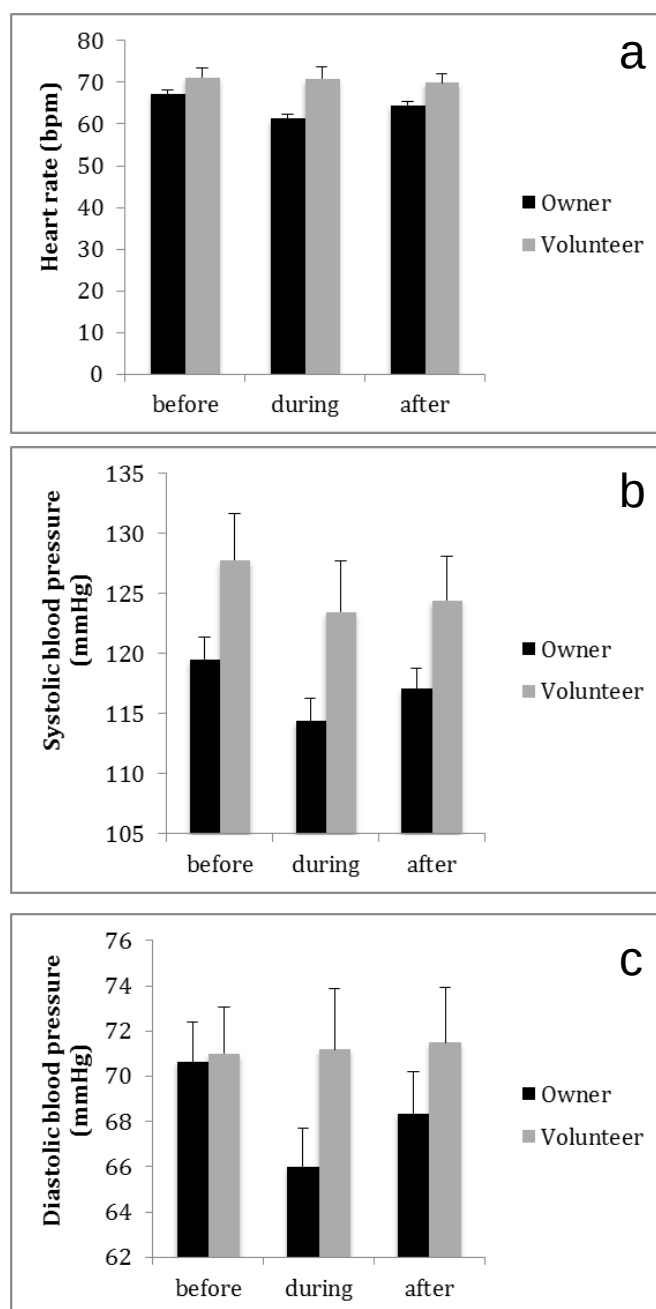 a
80
70
60
50
40
30
20
10
0
Heart rate (bpm)
before during after
Owner
Volunteer
b
135
130
125
120
115
110
105
Systolic blood pressure
(mmHg)
before during after
Owner
Volunteer
c
76
74
72
70
68
66
64
62
Diastolic blood pressure
(mmHg)
before during after
Owner
Volunteer